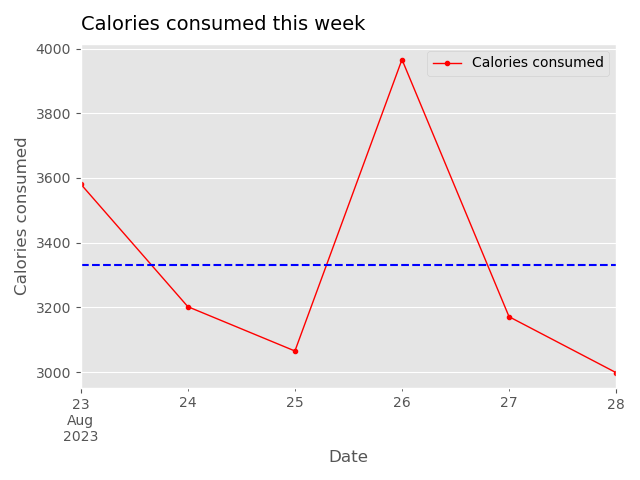 Calories consumed this week
Calories consumed
4000
3800
3600
3400
3200
3000
Calories consumed
23
Aug
2023
24
25
26
27
28
Date